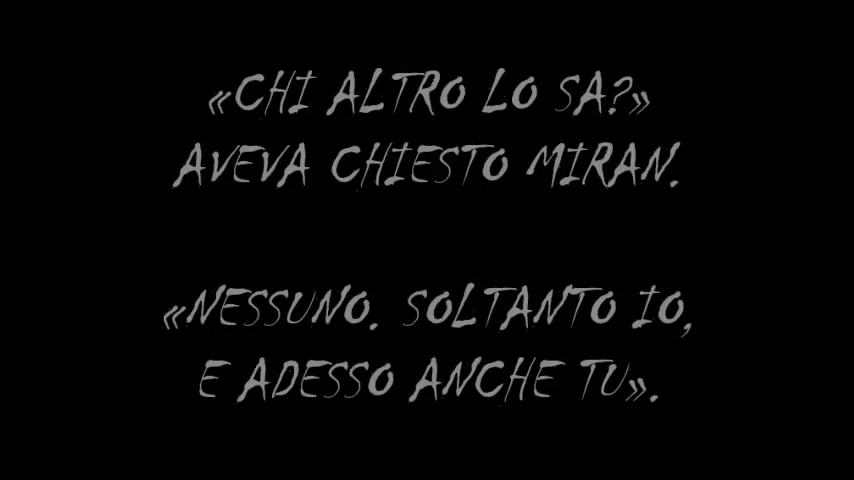 «CHI ALTRO LO SA?»
AVEVA CHIESTO MIRAN.
«NESSUNO. SOLTANTO IO,
E ADESSO ANCHE TU».